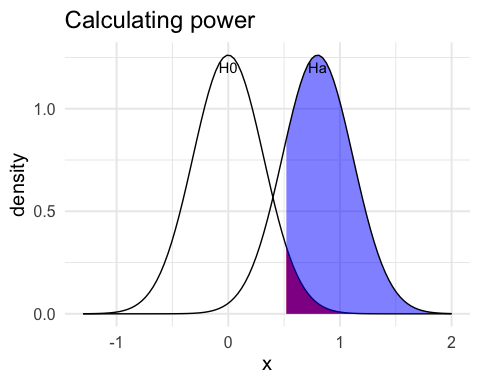 Calculating power
H0
Ha
density
1.0
0.5
0.0
-1
0
1
2
x